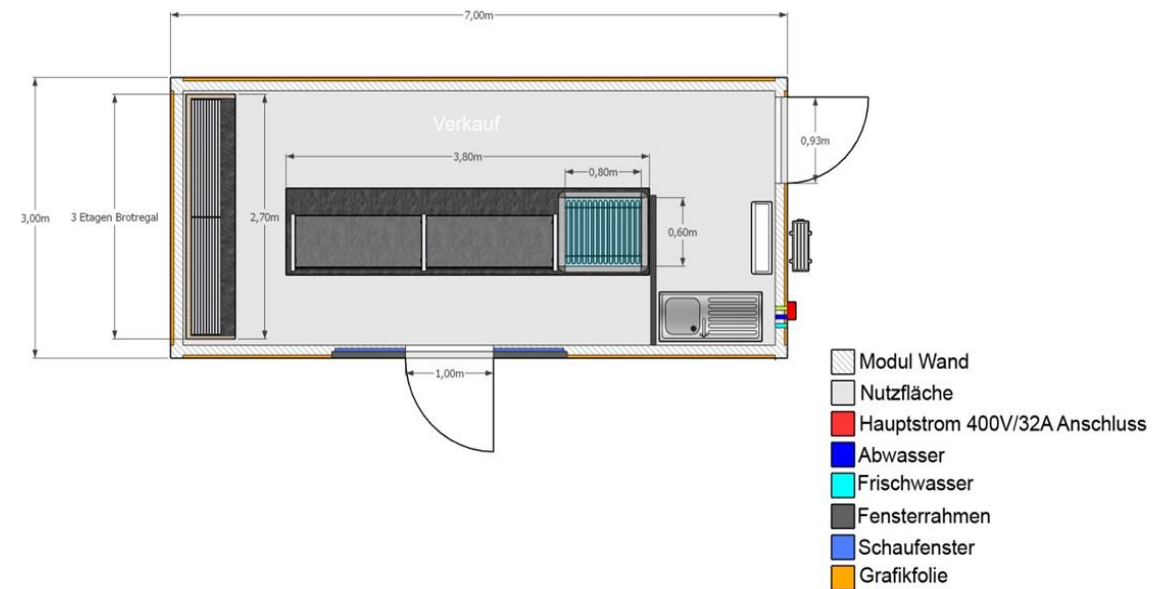 7,00m
Verkauf
0,93m
3,80m
0,80m
3,00m
3 Etagen Brotregal
2,70m
0,60m
1,00m
Modul Wand
Nutzfläche
Hauptstrom 400V/32A Anschluss
Abwasser
Frischwasser
Fensterrahmen
Schaufenster
Grafikfolie